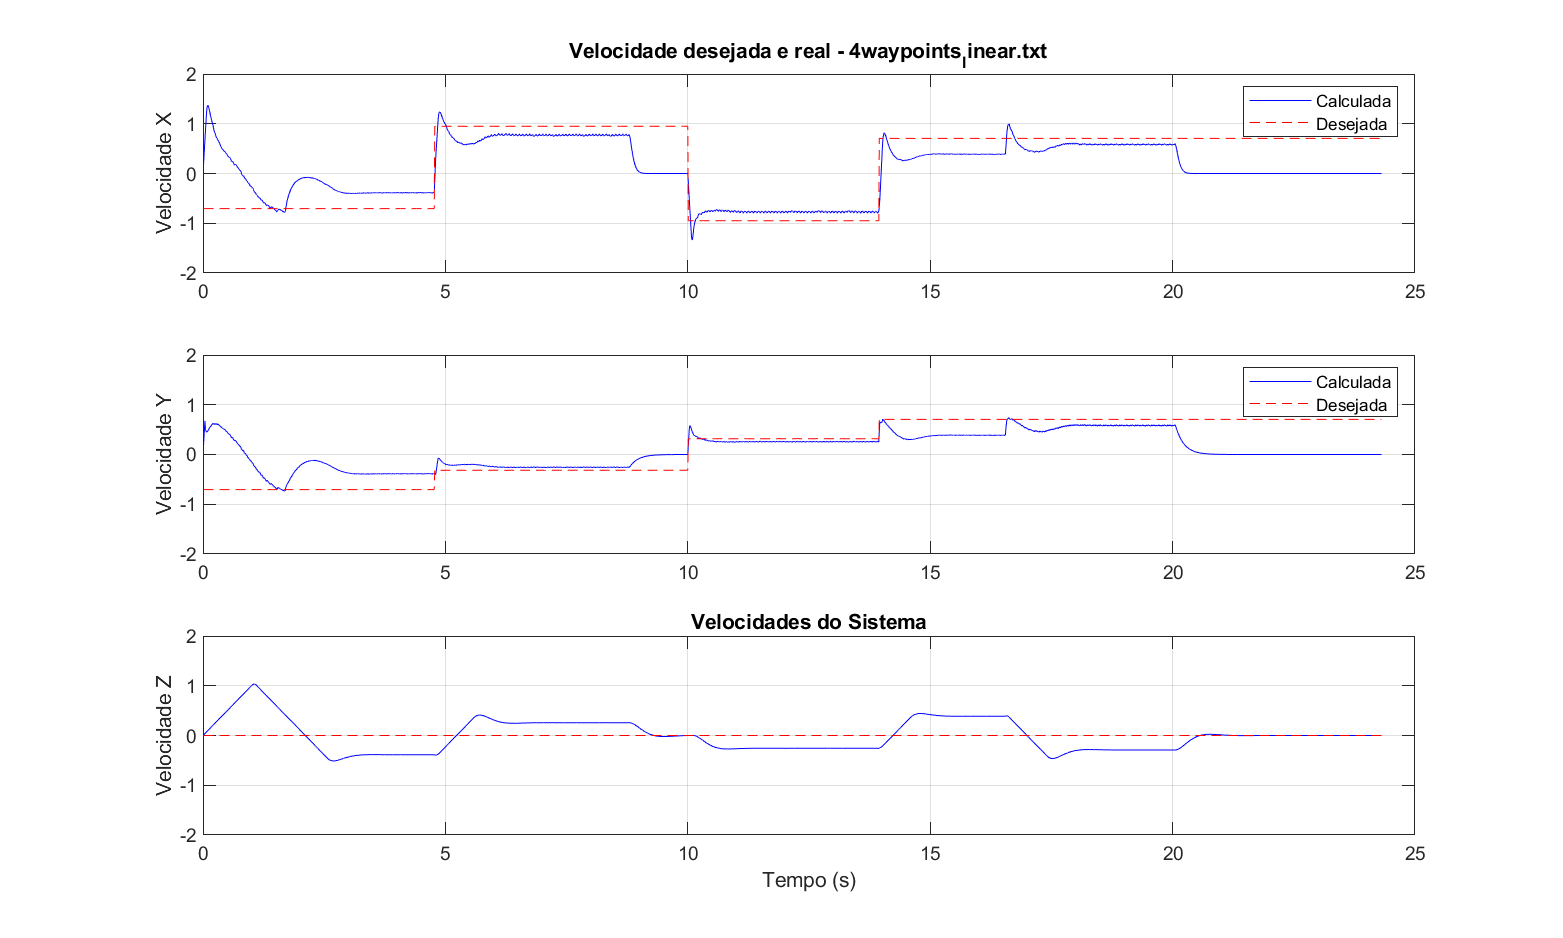 Velocidade desejada e real - 4waypointslinear.txt
Velocidade X
2
1
0
-1
-2
0 5 10 15 20 25
Calculada
Desejada
Velocidade Y
2
1
0
-1
-2
0 5 10 15 20 25
Calculada
Desejada
Velocidades do Sistema
Velocidade Z
2
1
0
-1
-2
0 5 10 15 20 25
Tempo (s)